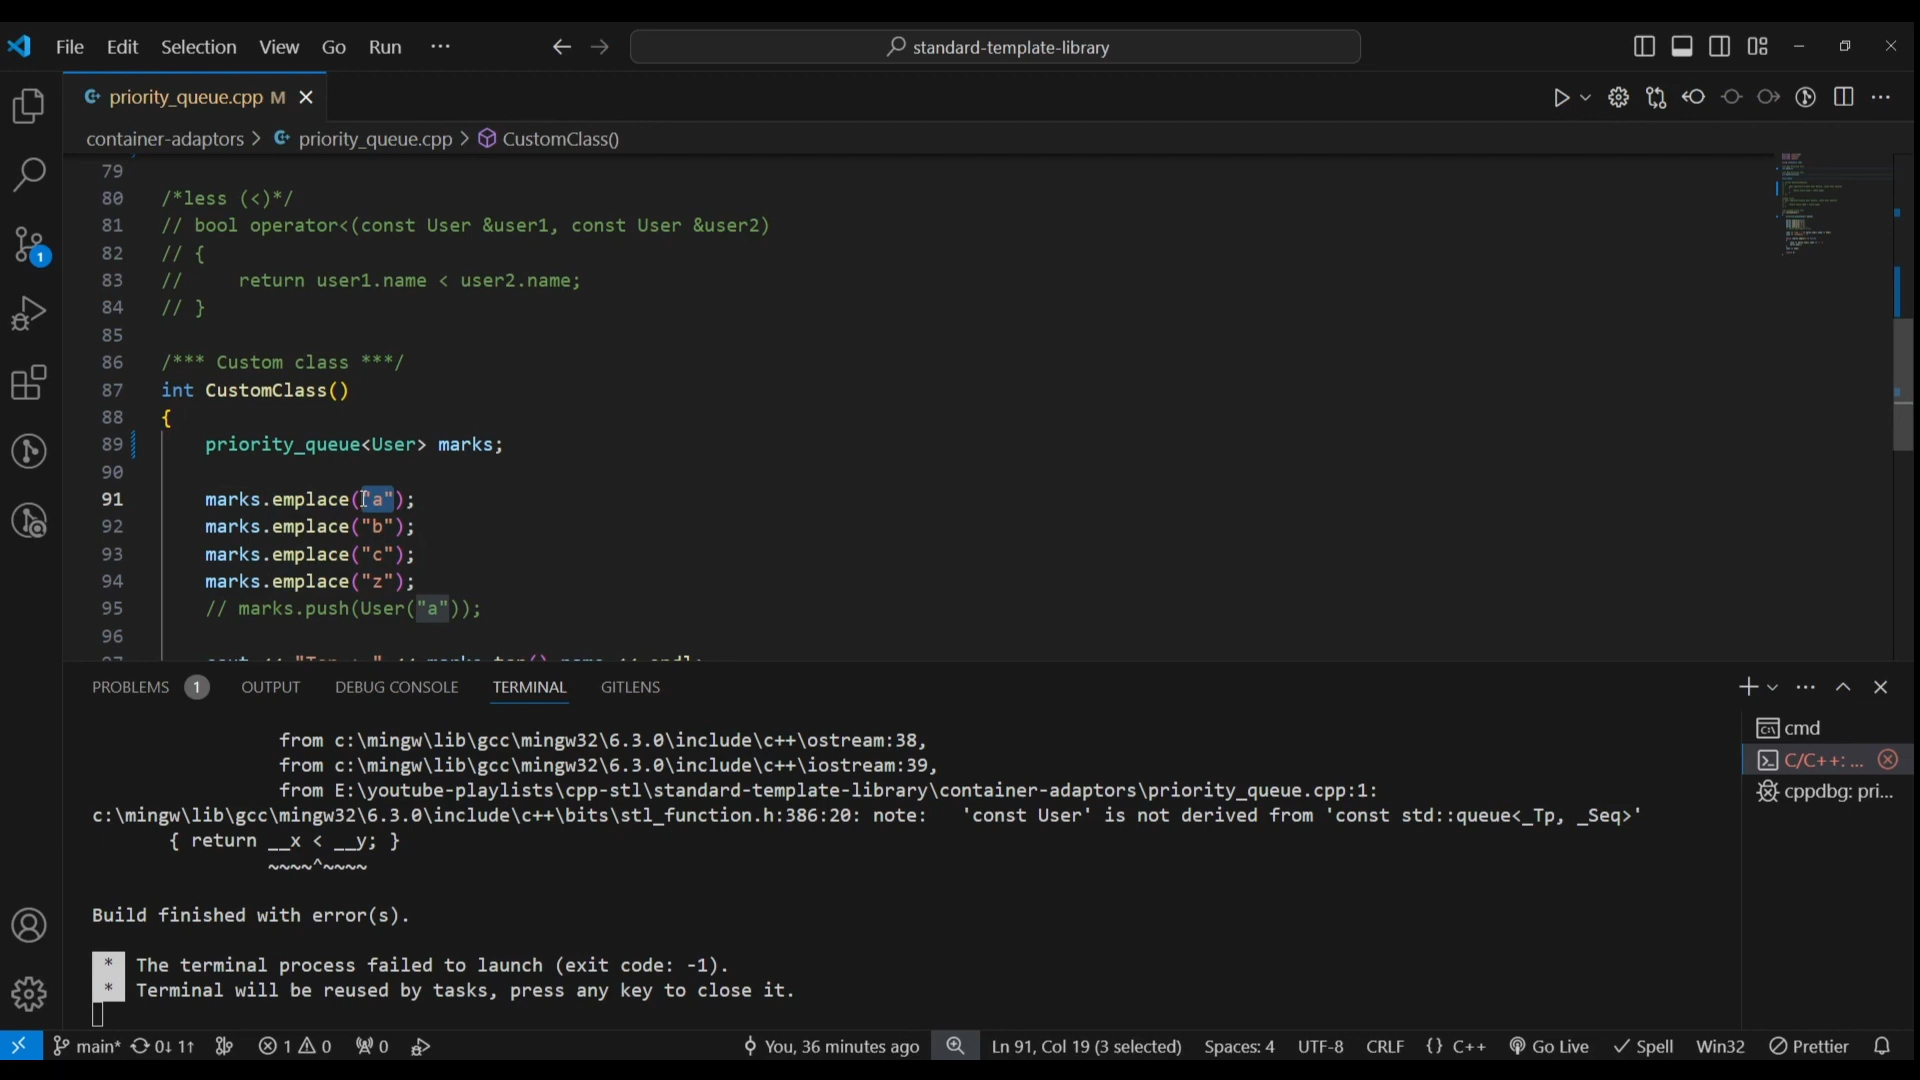 File Edit Selection View Go Run ··· standard-template-library
priority_queue.cpp M
container-adaptors > priority_queue.cpp > CustomClass()
79
80 /*less (<)*/
81 // bool operator<(const User &user1, const User &user2)
82 // {
83 //     return user1.name < user2.name;
84 // }
85
86 /*** Custom class ***/
87 int CustomClass()
88 {
89     priority_queue<User> marks;
90
91     marks.emplace("a");
92     marks.emplace("b");
93     marks.emplace("c");
94     marks.emplace("z");
95     // marks.push(User("a"));
96
PROBLEMS 1 OUTPUT DEBUG CONSOLE TERMINAL GITLENS
from c:\mingw\lib\gcc\mingw32\6.3.0\include\c++\ostream:38,
from c:\mingw\lib\gcc\mingw32\6.3.0\include\c++\iostream:39,
from E:\youtube-playlists\cpp-stl\standard-template-library\container-adaptors\priority_queue.cpp:1:
c:\mingw\lib\gcc\mingw32\6.3.0\include\c++\bits\stl_function.h:386:20: note:   'const User' is not derived from 'const std::queue<_Tp, _Seq>'
{ return __x < __y; }
~~~~^~~~~
Build finished with error(s).
* The terminal process failed to launch (exit code: -1).
* Terminal will be reused by tasks, press any key to close it.
cmd
C/C++: ...
cppdbg: pri...
1
main* 0↓ 1↑ 1 0 0 You, 36 minutes ago Ln 91, Col 19 (3 selected) Spaces: 4 UTF-8 CRLF {} C++ Go Live Spell Win32 Prettier